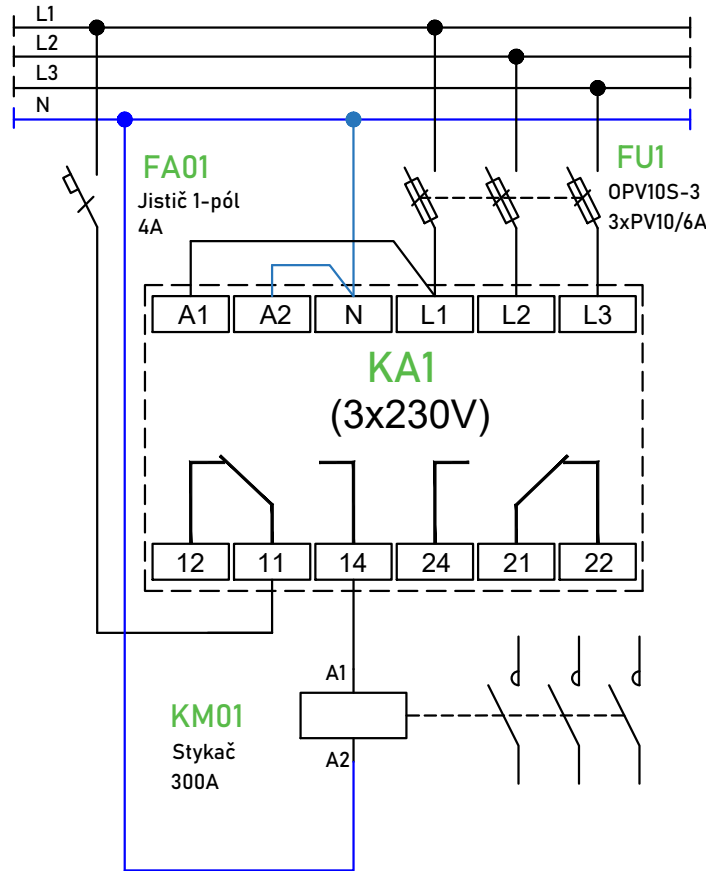 L1
L2
L3
N
FA01
Jistič 1-pól
4A
FU1
OPV10S-3
3xPV10/6A
A1 A2 N L1 L2 L3
KA1
(3x230V)
12 11 14 24 21 22
A1
KM01
Stykač
300A
A2